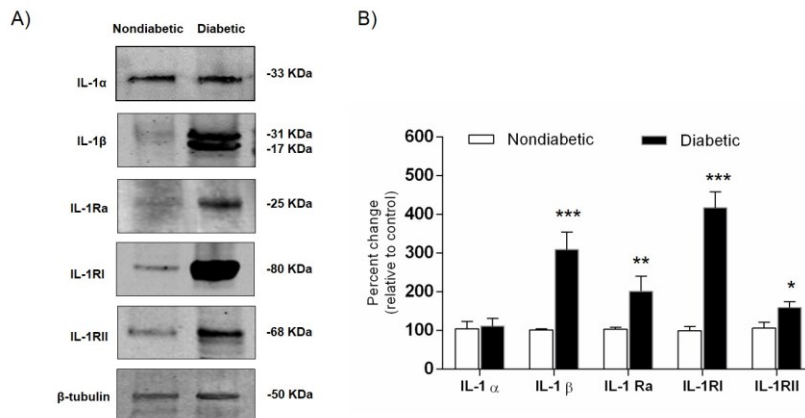 A)
Nondiabetic Diabetic
IL-1α -33 KDa
IL-1β -31 KDa
-17 KDa
IL-1Ra -25 KDa
IL-1RI -80 KDa
IL-1RII -68 KDa
β-tubulin -50 KDa
B)
Nondiabetic Diabetic
Percent change
(relative to control)
600
500
400
300
200
100
0
*** ** *** *
IL-1 α IL-1 β IL-1 Ra IL-1RI IL-1RII